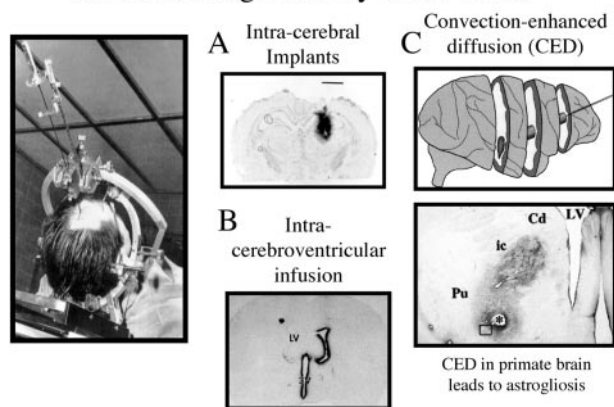 A
Intra-cerebral
Implants
B
Intra-
cerebroventricular
infusion
LV
C
Convection-enhanced
diffusion (CED)
Cd
LV
ic
Pu
*
CED in primate brain
leads to astrogliosis